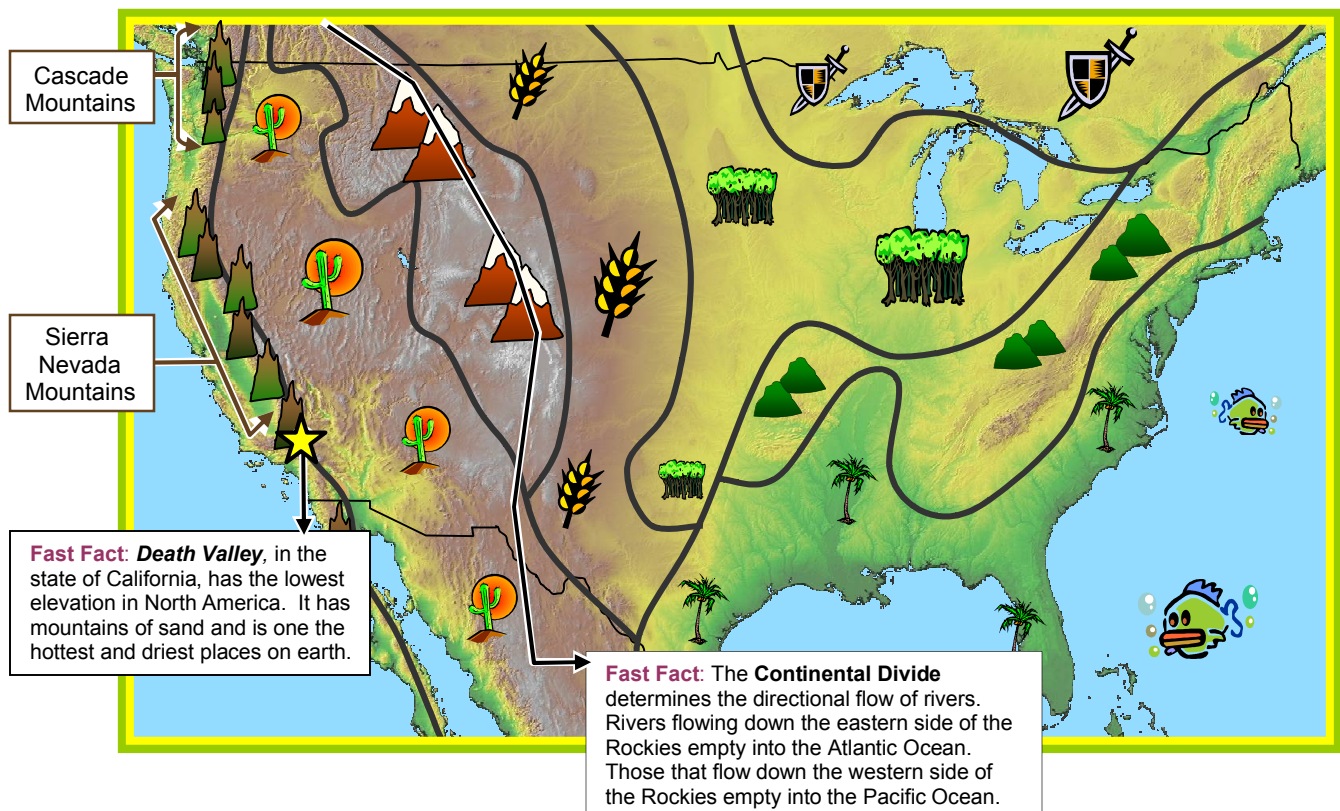 Cascade
Mountains
Sierra
Nevada
Mountains
Fast Fact: Death Valley, in the
state of California, has the lowest
elevation in North America. It has
mountains of sand and is one the
hottest and driest places on earth.
Fast Fact: The Continental Divide
determines the directional flow of rivers.
Rivers flowing down the eastern side of the
Rockies empty into the Atlantic Ocean.
Those that flow down the western side of
the Rockies empty into the Pacific Ocean.